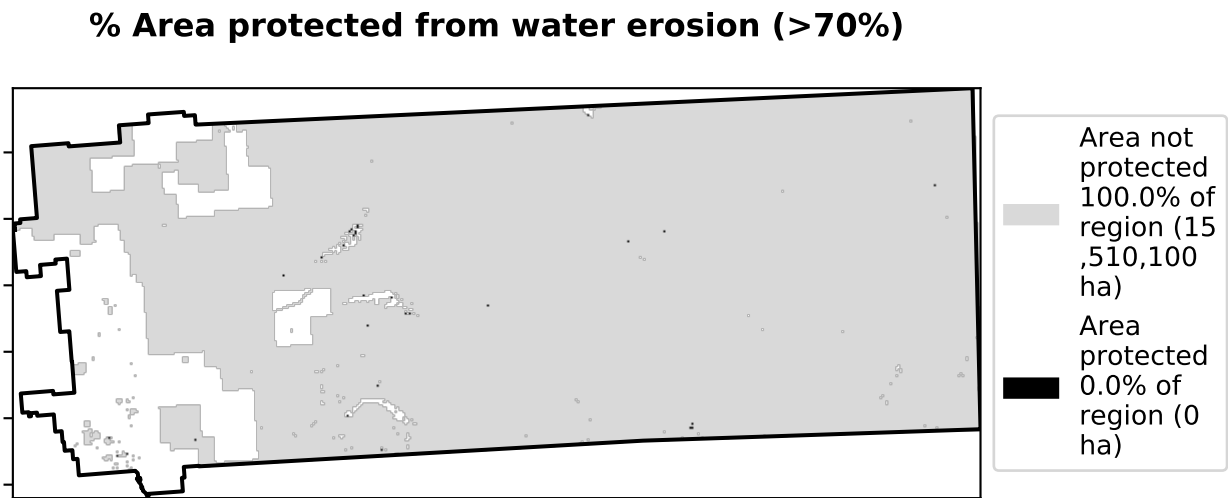 % Area protected from water erosion (>70%)
Area not
protected
100.0% of
region (15
,510,100
ha)
Area
protected
0.0% of
region (0
ha)